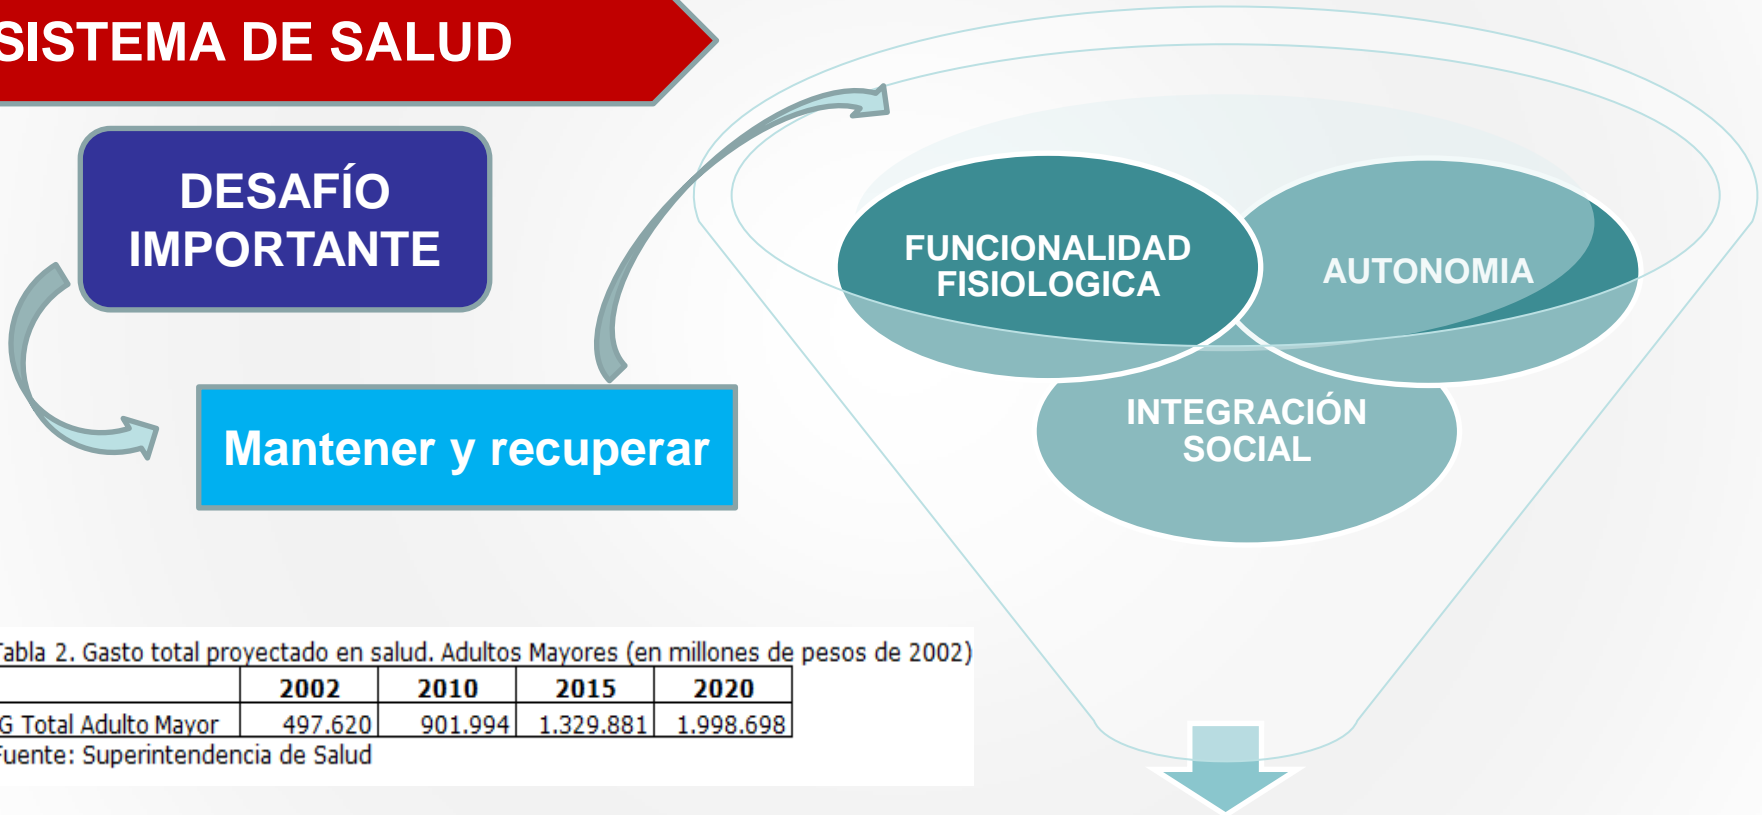 SISTEMA DE SALUD
DESAFÍO
IMPORTANTE
Mantener y recuperar
FUNCIONALIDAD
FISIOLOGICA
AUTONOMIA
INTEGRACIÓN
SOCIAL
Tabla 2. Gasto total proyectado en salud. Adultos Mayores (en millones de pesos de 2002)
2002 2010 2015 2020
G Total Adulto Mayor 497.620 901.994 1.329.881 1.998.698
Fuente: Superintendencia de Salud